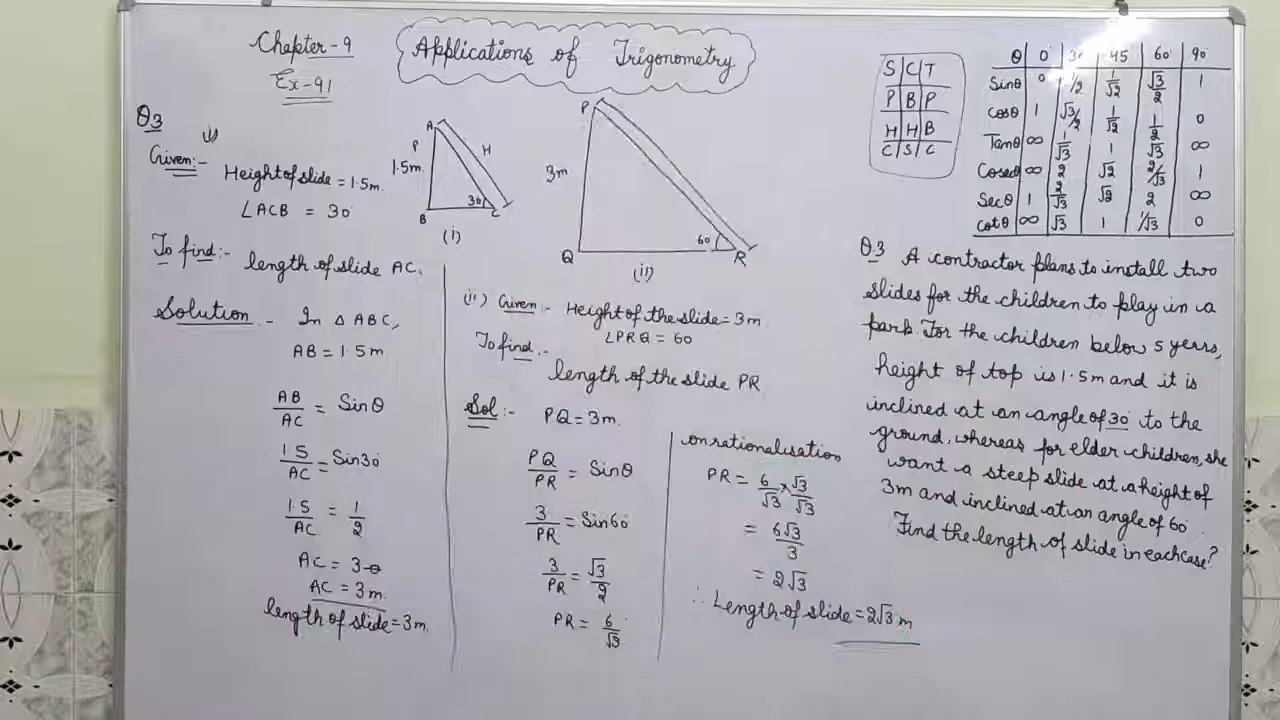 Chapter-9
Ex-91
Applications of Trigonometry
S|C|T
P|B|P
H|H|B
C|S|C
θ 0 30 45 60 90
Sinθ 0 1/2 1/√2 √3/2 1
cosθ 1 √3/2 1/√2 1/2 0
Tanθ ∞ 1/√3 1 √3 ∞
Cosecθ ∞ 2 √2 2/√3 1
Secθ 1 2/√3 √2 2 ∞
cotθ ∞ √3 1 1/√3 0
Q3
i)
Given:- Height of slide = 1.5m.
∠ACB = 30
To find:- length of slide AC.
Solution - In Δ ABC,
AB = 1.5m
AB/AC = Sinθ
1.5/AC = Sin30
1.5/AC = 1/2
AC = 3
AC = 3m.
length of slide = 3m.
A
P
H
1.5m.
30
B
C
(i)
P
3m
60
Q
R
(ii)
(ii) Given - Height of the slide = 3m.
∠PRQ = 60
To find -
length of the slide PR
Sol:- PQ = 3m.
PQ/PR = Sinθ
3/PR = Sin60
3/PR = √3/2
PR = 6/√3
on rationalisation
PR = 6/√3 × √3/√3
= 6√3/3
= 2√3
∴ Length of slide = 2√3 m
Q3 A contractor plans to install two
slides for the children to play in a
park. For the children below 5 years,
height of top is 1.5m and it is
inclined at an angle of 30 to the
ground, whereas for elder children, she
want a steep slide at a height of
3m and inclined at an angle of 60
Find the length of slide in each case?